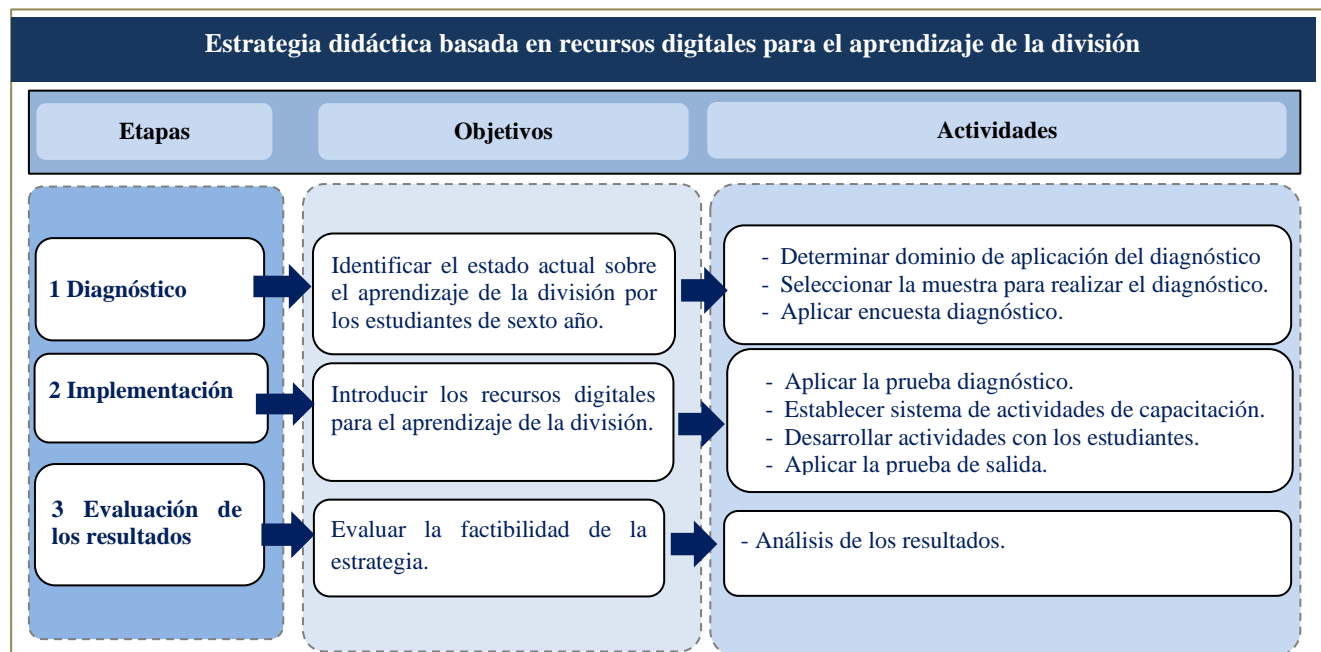 Estrategia didáctica basada en recursos digitales para el aprendizaje de la división
Etapas
Objetivos
Actividades
1 Diagnóstico
Identificar el estado actual sobre
el aprendizaje de la división por
los estudiantes de sexto año.
- Determinar dominio de aplicación del diagnóstico
- Seleccionar la muestra para realizar el diagnóstico.
- Aplicar encuesta diagnóstico.
2 Implementación
Introducir los recursos digitales
para el aprendizaje de la división.
- Aplicar la prueba diagnóstico.
- Establecer sistema de actividades de capacitación.
- Desarrollar actividades con los estudiantes.
- Aplicar la prueba de salida.
3 Evaluación de
los resultados
Evaluar la factibilidad de la
estrategia.
- Análisis de los resultados.